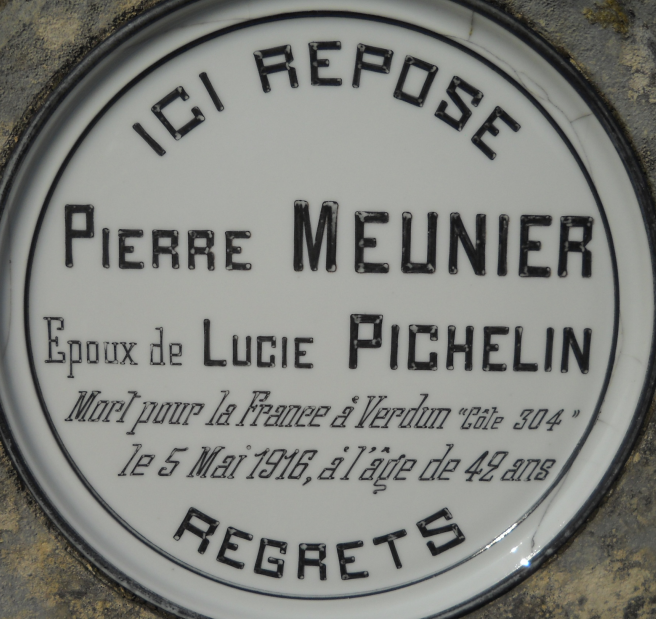 ICI REPOSE
PIERRE MEUNIER
Epoux de LUCIE PICHELIN
Mort pour la France à Verdun "Côte 304"
le 5 Mai 1916, à l'âge de 42 ans
REGRETS